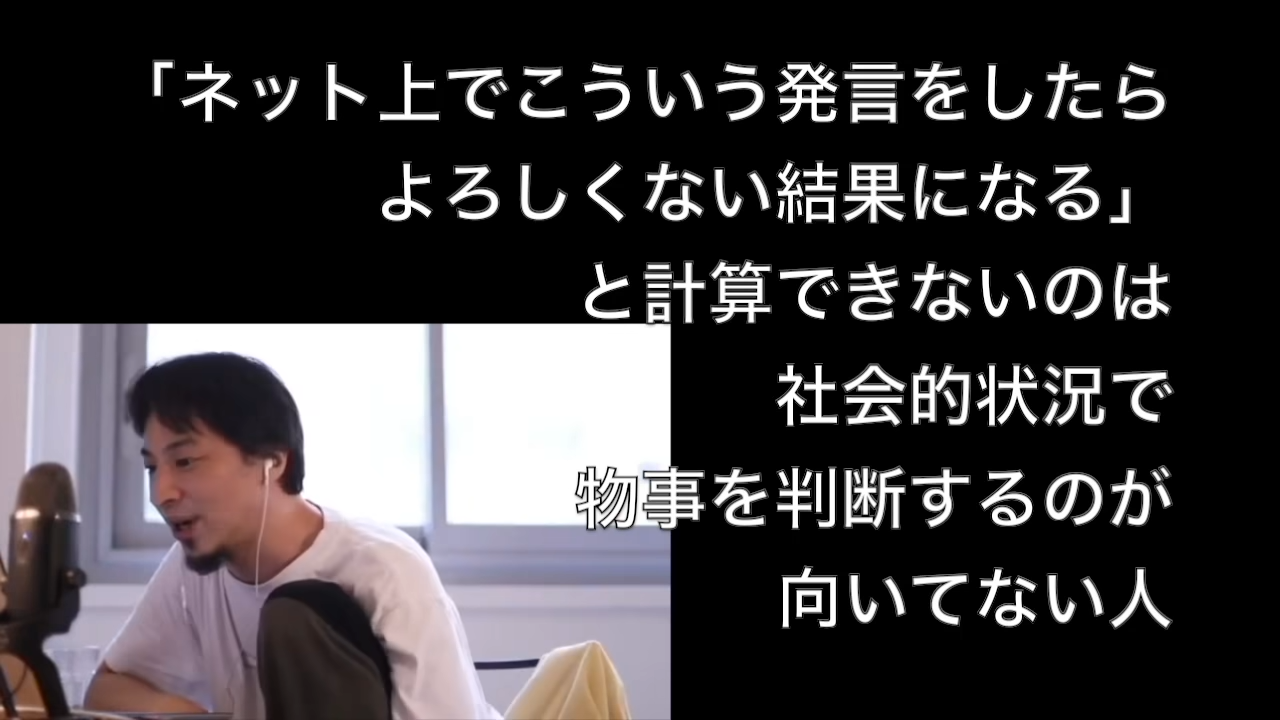 「ネット上でこういう発言をしたら
よろしくない結果になる」
と計算できないのは
社会的状況で
物事を判断するのが
向いてない人